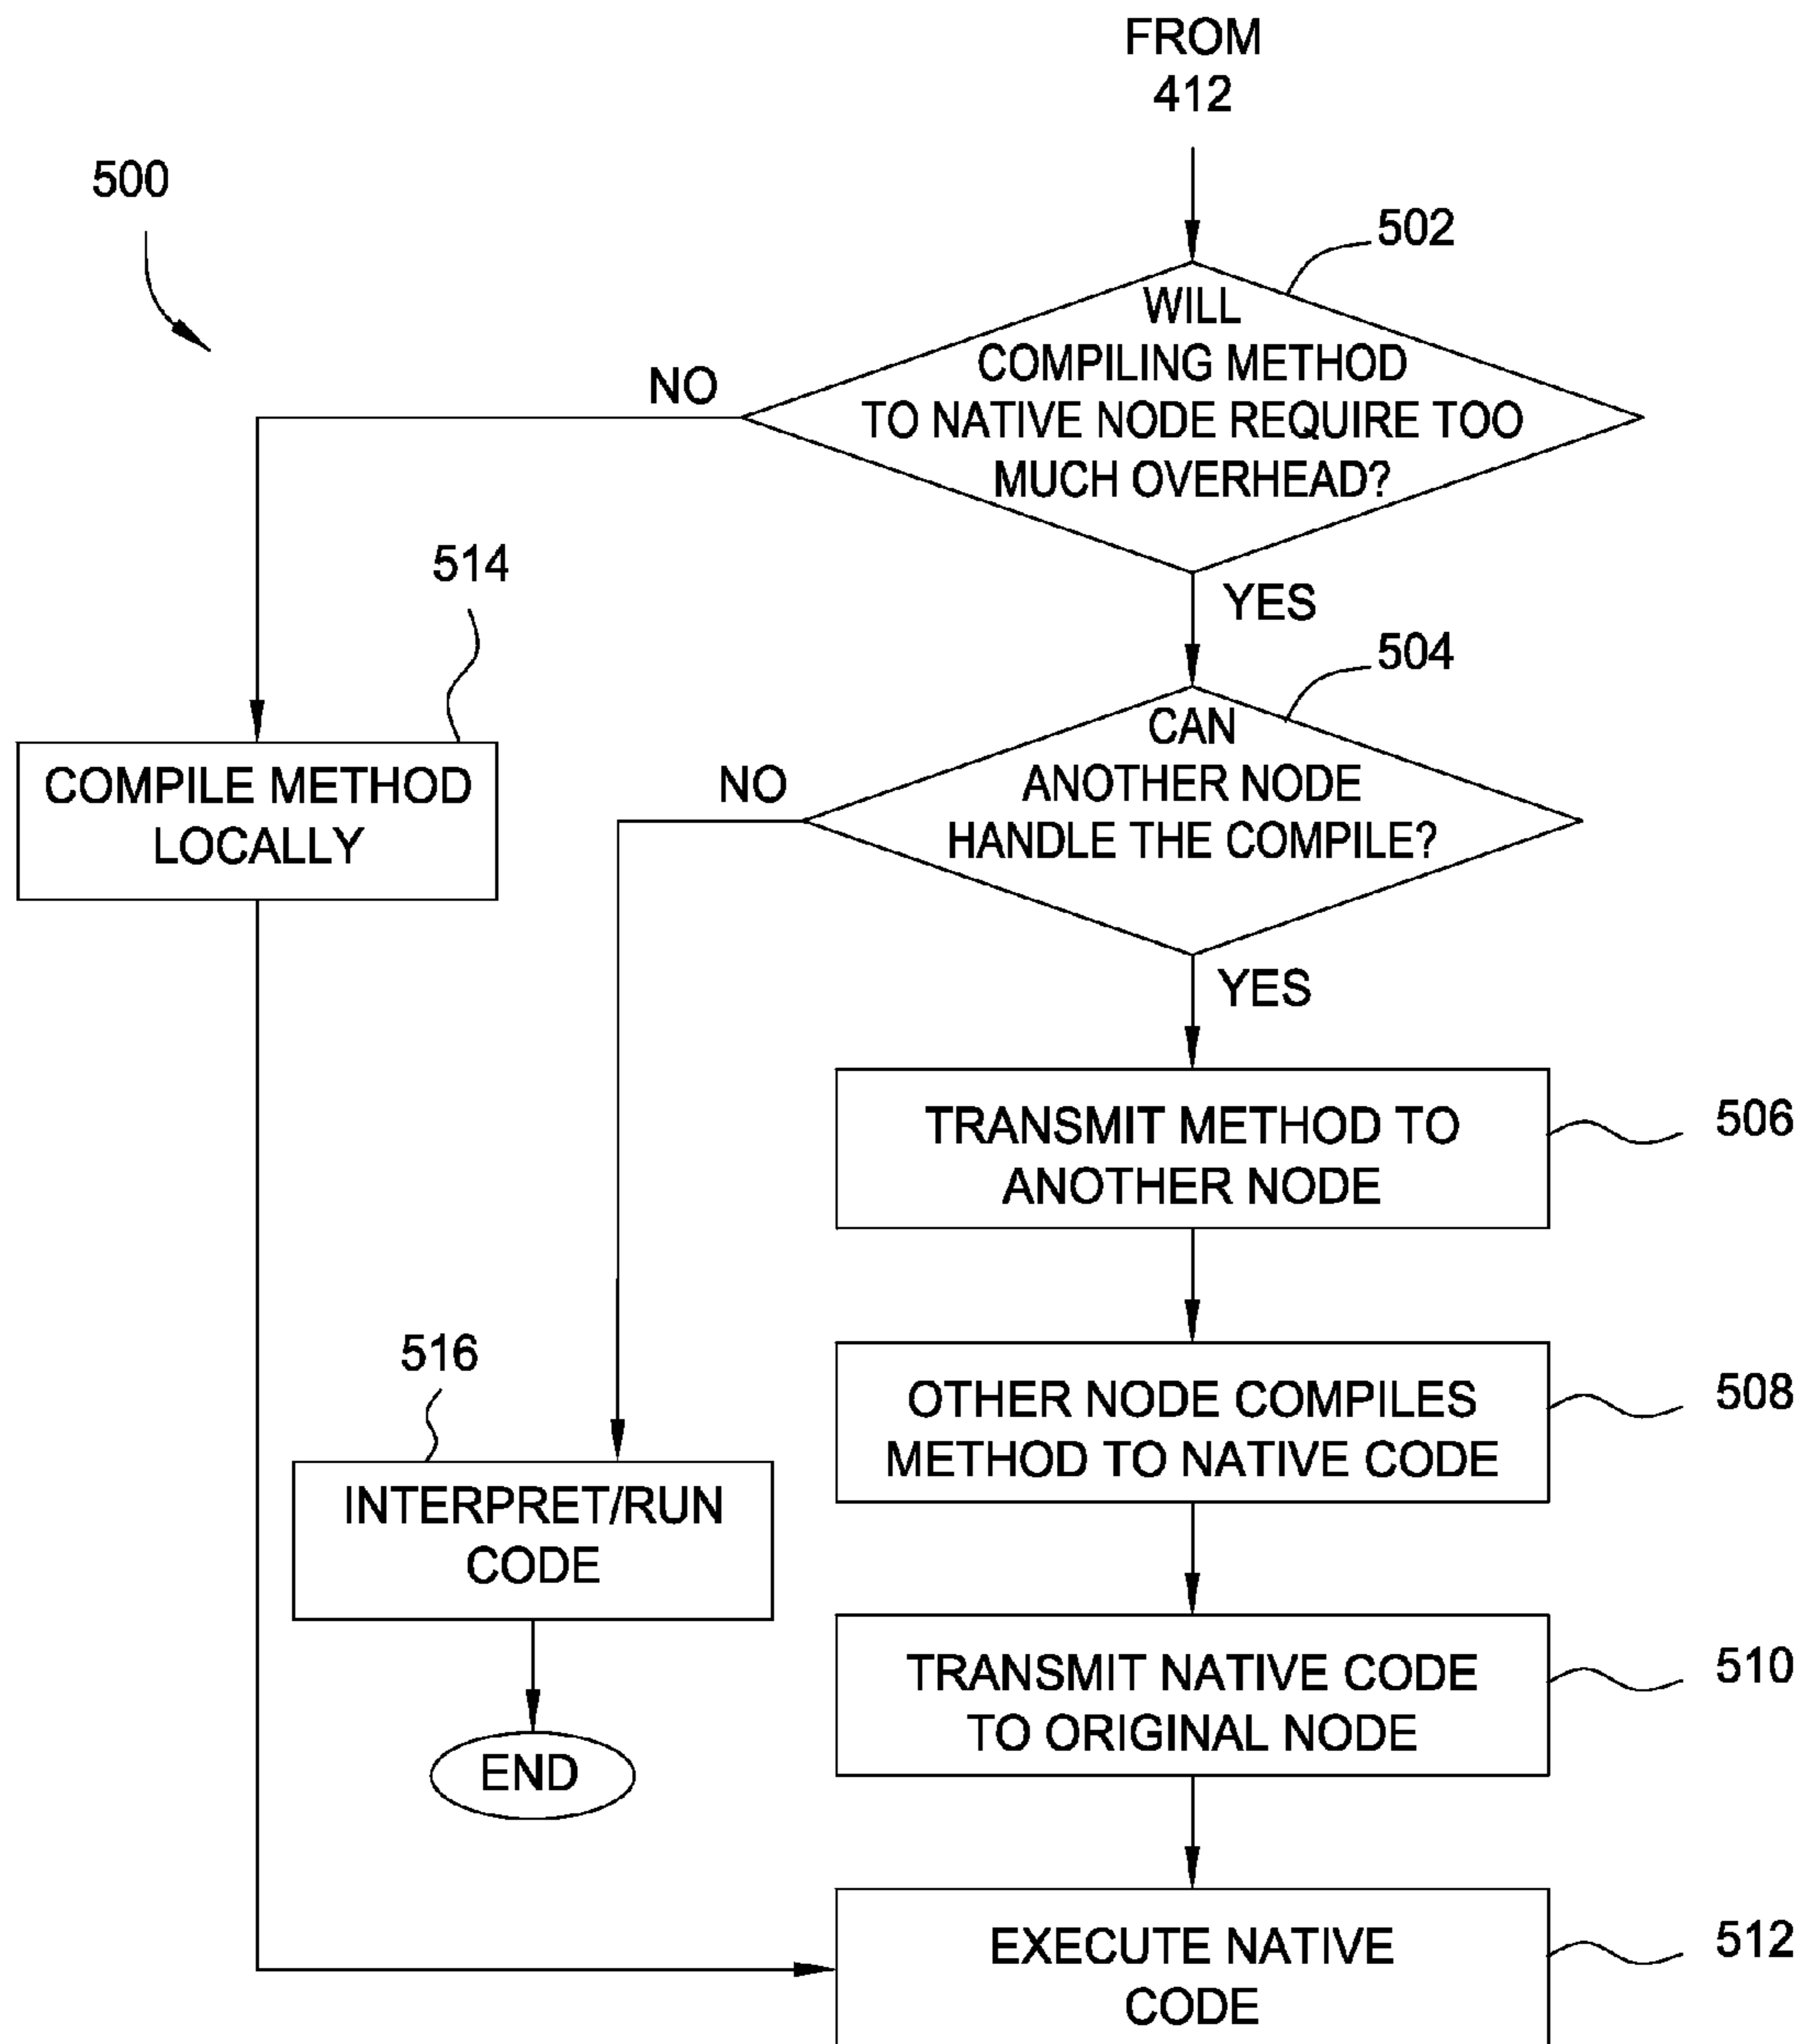 FROM
412
500
502
WILL
COMPILING METHOD
TO NATIVE NODE REQUIRE TOO
MUCH OVERHEAD?
NO
YES
514
504
COMPILE METHOD
LOCALLY
CAN
ANOTHER NODE
HANDLE THE COMPILE?
NO
YES
TRANSMIT METHOD TO
ANOTHER NODE
506
OTHER NODE COMPILES
METHOD TO NATIVE CODE
508
516
INTERPRET/RUN
CODE
END
TRANSMIT NATIVE CODE
TO ORIGINAL NODE
510
EXECUTE NATIVE
CODE
512